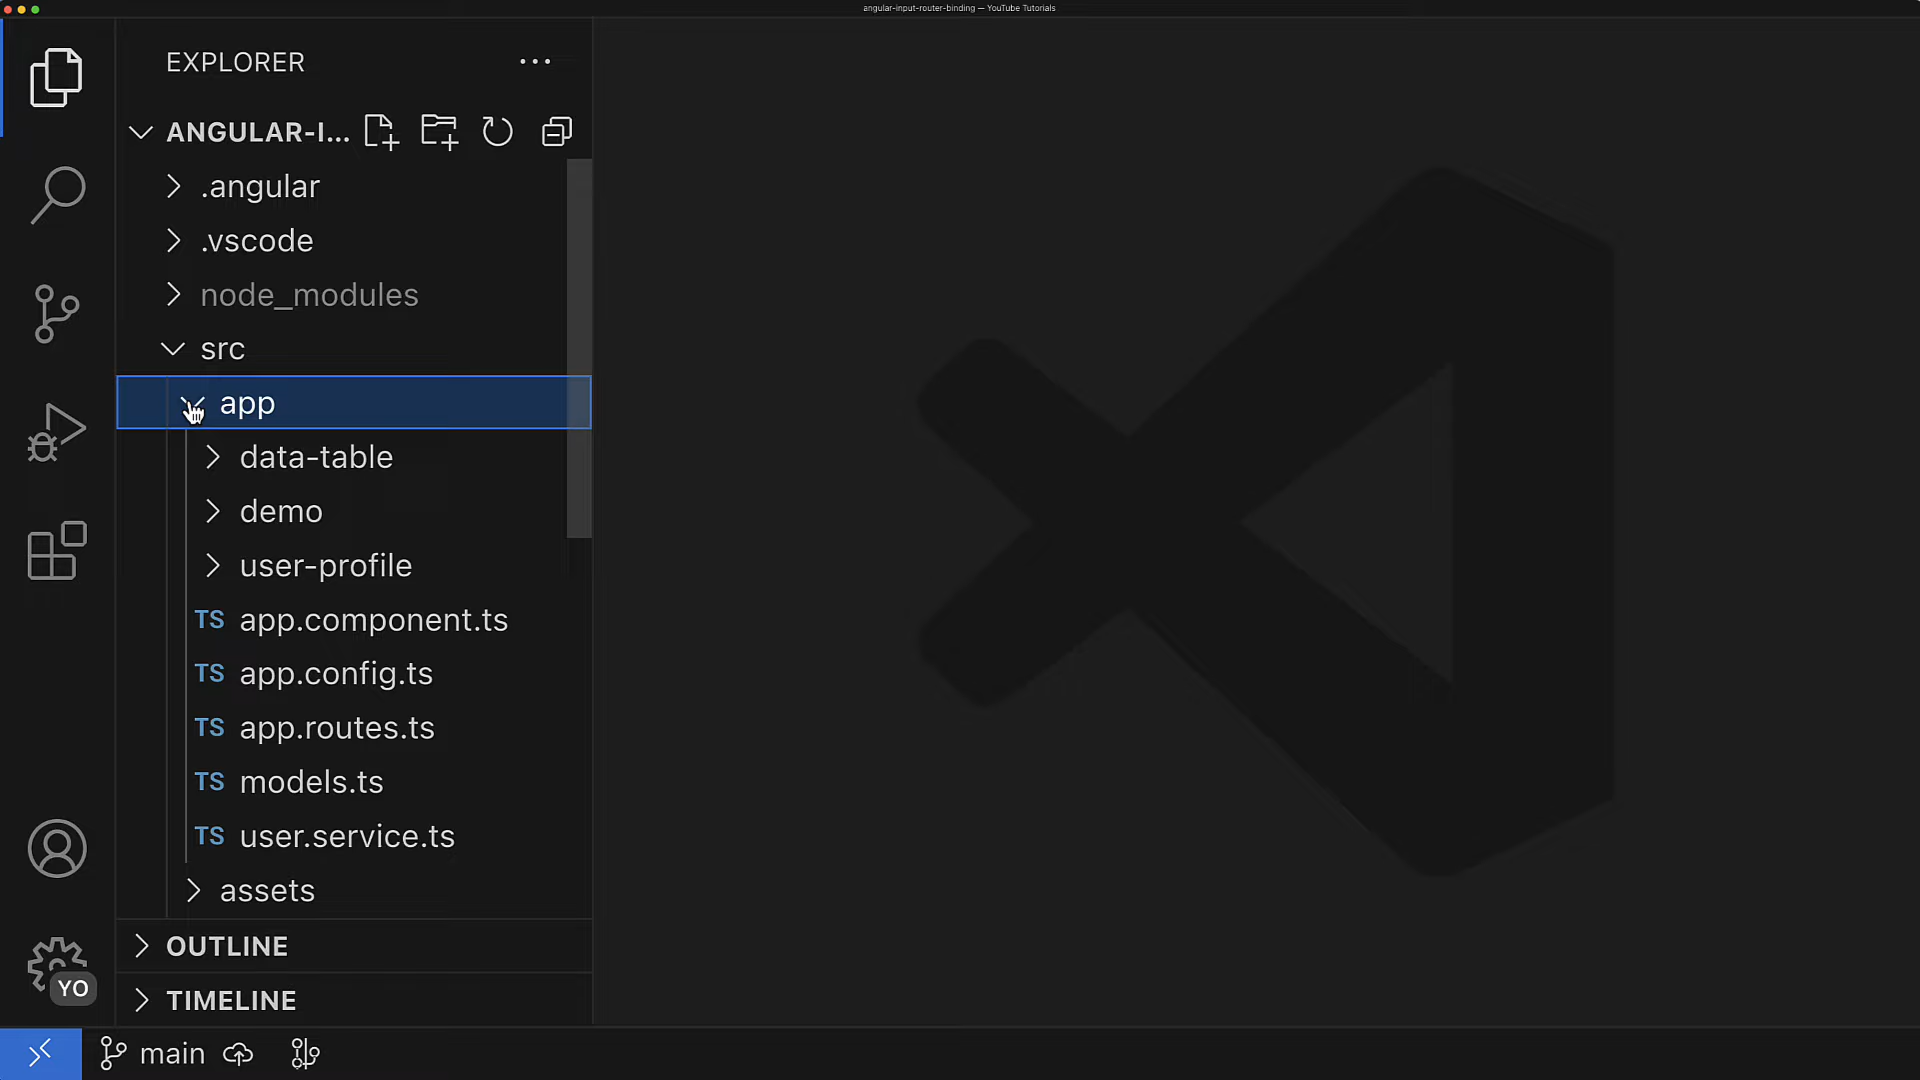 angular-input-router-binding — YouTube Tutorials
EXPLORER
ANGULAR-I...
.angular
.vscode
node_modules
src
app
data-table
demo
user-profile
TS app.component.ts
TS app.config.ts
TS app.routes.ts
TS models.ts
TS user.service.ts
assets
OUTLINE
YO
TIMELINE
main